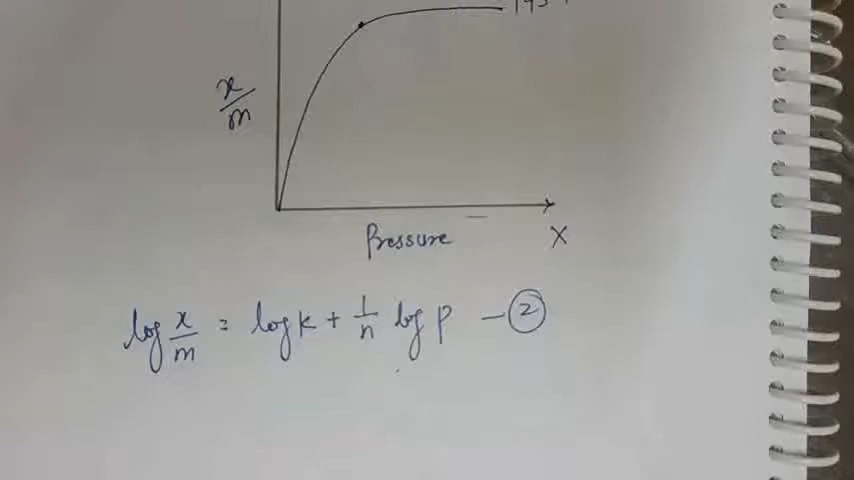 x/m
Pressure
X
log x/m = log k + 1/n log p — ②